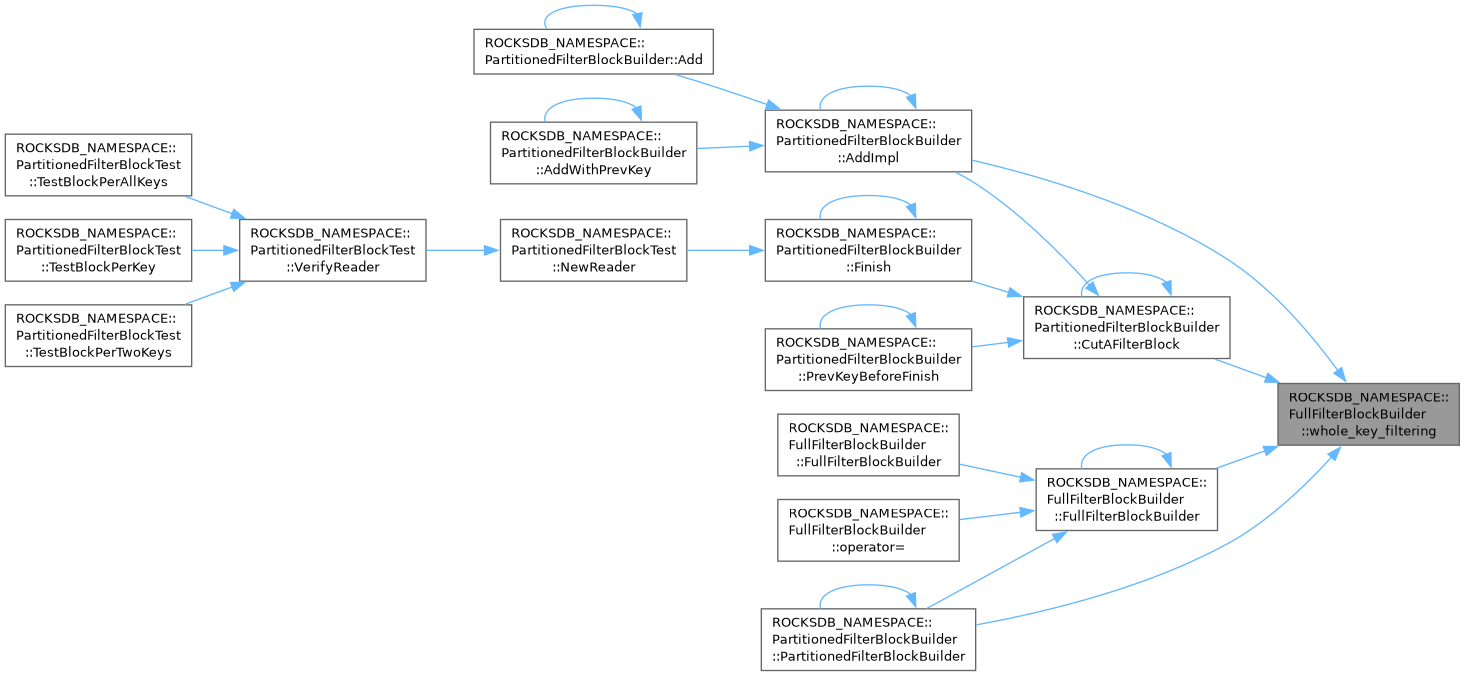 ROCKSDB_NAMESPACE::
PartitionedFilterBlockBuilder::Add
ROCKSDB_NAMESPACE::
PartitionedFilterBlockBuilder
::AddImpl
ROCKSDB_NAMESPACE::
PartitionedFilterBlockBuilder
::AddWithPrevKey
ROCKSDB_NAMESPACE::
PartitionedFilterBlockTest
::TestBlockPerAllKeys
ROCKSDB_NAMESPACE::
PartitionedFilterBlockTest
::TestBlockPerKey
ROCKSDB_NAMESPACE::
PartitionedFilterBlockTest
::VerifyReader
ROCKSDB_NAMESPACE::
PartitionedFilterBlockTest
::NewReader
ROCKSDB_NAMESPACE::
PartitionedFilterBlockBuilder
::Finish
ROCKSDB_NAMESPACE::
PartitionedFilterBlockTest
::TestBlockPerTwoKeys
ROCKSDB_NAMESPACE::
PartitionedFilterBlockBuilder
::CutAFilterBlock
ROCKSDB_NAMESPACE::
PartitionedFilterBlockBuilder
::PrevKeyBeforeFinish
ROCKSDB_NAMESPACE::
FullFilterBlockBuilder
::whole_key_filtering
ROCKSDB_NAMESPACE::
FullFilterBlockBuilder
::FullFilterBlockBuilder
ROCKSDB_NAMESPACE::
FullFilterBlockBuilder
::FullFilterBlockBuilder
ROCKSDB_NAMESPACE::
FullFilterBlockBuilder
::operator=
ROCKSDB_NAMESPACE::
PartitionedFilterBlockBuilder
::PartitionedFilterBlockBuilder